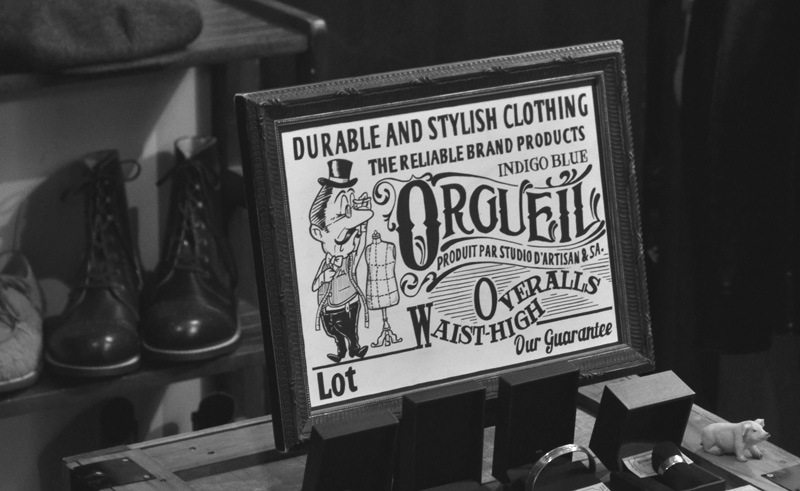 DURABLE AND STYLISH CLOTHING
THE RELIABLE BRAND PRODUCTS
INDIGO BLUE
ORGUEIL
PRODUIT PAR STUDIO D'ARTISAN & SA.
OVERALLS
WAIST-HIGH
Our Guarantee
Lot